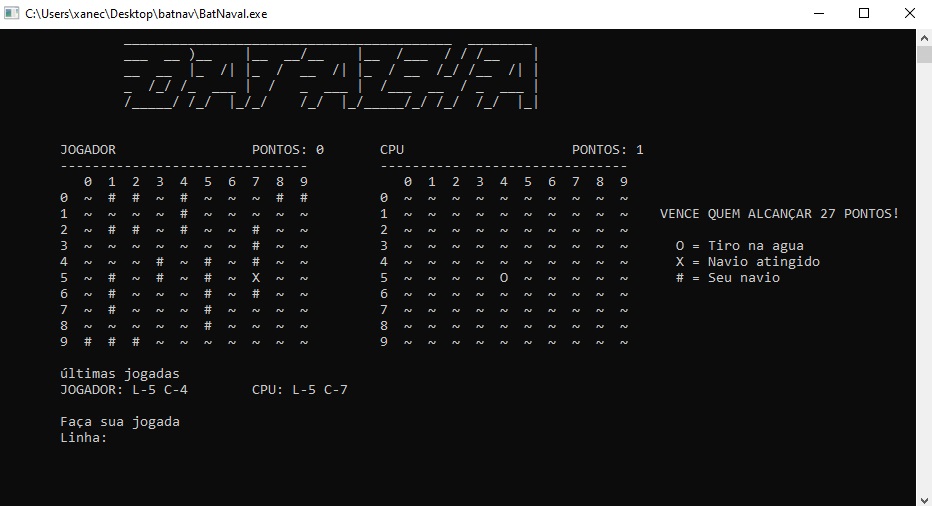 C:\Users\xanec\Desktop\batnav\BatNaval.exe
BATALHA
JOGADOR PONTOS: 0 CPU PONTOS: 1
------------------------------- -------------------------------
0 1 2 3 4 5 6 7 8 9 0 1 2 3 4 5 6 7 8 9
0 ~ # # ~ # ~ ~ ~ # # 0 ~ ~ ~ ~ ~ ~ ~ ~ ~ ~
1 ~ ~ ~ ~ # ~ ~ ~ ~ ~ 1 ~ ~ ~ ~ ~ ~ ~ ~ ~ ~ VENCE QUEM ALCANÇAR 27 PONTOS!
2 ~ # # ~ # ~ ~ # ~ ~ 2 ~ ~ ~ ~ ~ ~ ~ ~ ~ ~
3 ~ ~ ~ ~ ~ ~ ~ # ~ ~ 3 ~ ~ ~ ~ ~ ~ ~ ~ ~ ~ O = Tiro na agua
4 ~ ~ ~ # ~ # ~ # ~ ~ 4 ~ ~ ~ ~ ~ ~ ~ ~ ~ ~ X = Navio atingido
5 ~ # ~ # ~ # ~ X ~ ~ 5 ~ ~ ~ ~ O ~ ~ ~ ~ ~ # = Seu navio
6 ~ # ~ ~ ~ # ~ # ~ ~ 6 ~ ~ ~ ~ ~ ~ ~ ~ ~ ~
7 ~ # ~ ~ ~ # ~ ~ ~ ~ 7 ~ ~ ~ ~ ~ ~ ~ ~ ~ ~
8 ~ ~ ~ ~ ~ # ~ ~ ~ ~ 8 ~ ~ ~ ~ ~ ~ ~ ~ ~ ~
9 # # # ~ ~ ~ ~ ~ ~ ~ 9 ~ ~ ~ ~ ~ ~ ~ ~ ~ ~
últimas jogadas
JOGADOR: L-5 C-4 CPU: L-5 C-7
Faça sua jogada
Linha: